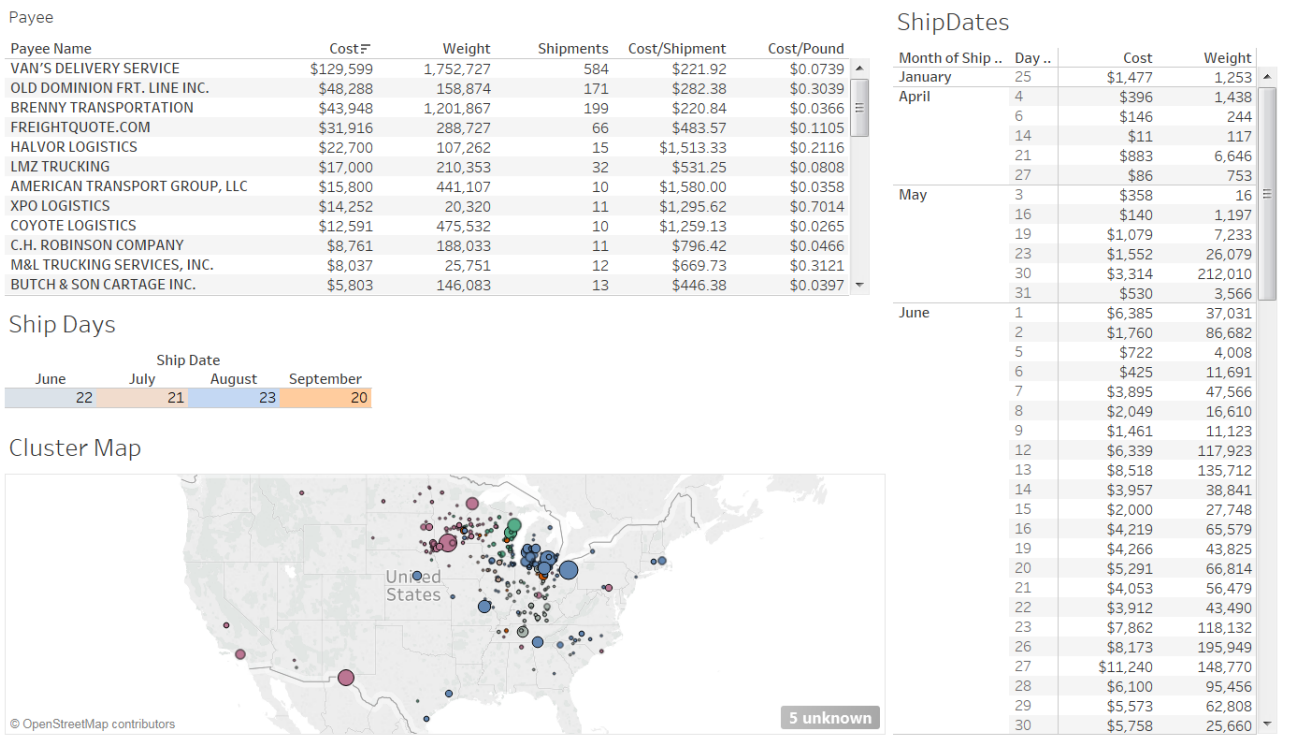 Payee
Payee Name Cost Weight Shipments Cost/Shipment Cost/Pound
VAN'S DELIVERY SERVICE $129,599 1,752,727 584 $221.92 $0.0739
OLD DOMINION FRT. LINE INC. $48,288 158,874 171 $282.38 $0.3039
BRENNY TRANSPORTATION $43,948 1,201,867 199 $220.84 $0.0366
FREIGHTQUOTE.COM $31,916 288,727 66 $483.57 $0.1105
HALVOR LOGISTICS $22,700 107,262 15 $1,513.33 $0.2116
LMZ TRUCKING $17,000 210,353 32 $531.25 $0.0808
AMERICAN TRANSPORT GROUP, LLC $15,800 441,107 10 $1,580.00 $0.0358
XPO LOGISTICS $14,252 20,320 11 $1,295.62 $0.7014
COYOTE LOGISTICS $12,591 475,532 10 $1,259.13 $0.0265
C.H. ROBINSON COMPANY $8,761 188,033 11 $796.42 $0.0466
M&L TRUCKING SERVICES, INC. $8,037 25,751 12 $669.73 $0.3121
BUTCH & SON CARTAGE INC. $5,803 146,083 13 $446.38 $0.0397
Ship Days
Ship Date
June July August September
22 21 23 20
Cluster Map
United
States
© OpenStreetMap contributors
5 unknown
ShipDates
Month of Ship .. Day .. Cost Weight
January 25 $1,477 1,253
April 4 $396 1,438
6 $146 244
14 $11 117
21 $883 6,646
27 $86 753
May 3 $358 16
16 $140 1,197
19 $1,079 7,233
23 $1,552 26,079
30 $3,314 212,010
31 $530 3,566
June 1 $6,385 37,031
2 $1,760 86,682
5 $722 4,008
6 $425 11,691
7 $3,895 47,566
8 $2,049 16,610
9 $1,461 11,123
12 $6,339 117,923
13 $8,518 135,712
14 $3,957 38,841
15 $2,000 27,748
16 $4,219 65,579
19 $4,266 43,825
20 $5,291 66,814
21 $4,053 56,479
22 $3,912 43,490
23 $7,862 118,132
26 $8,173 195,949
27 $11,240 148,770
28 $6,100 95,456
29 $5,573 62,808
30 $5,758 25,660